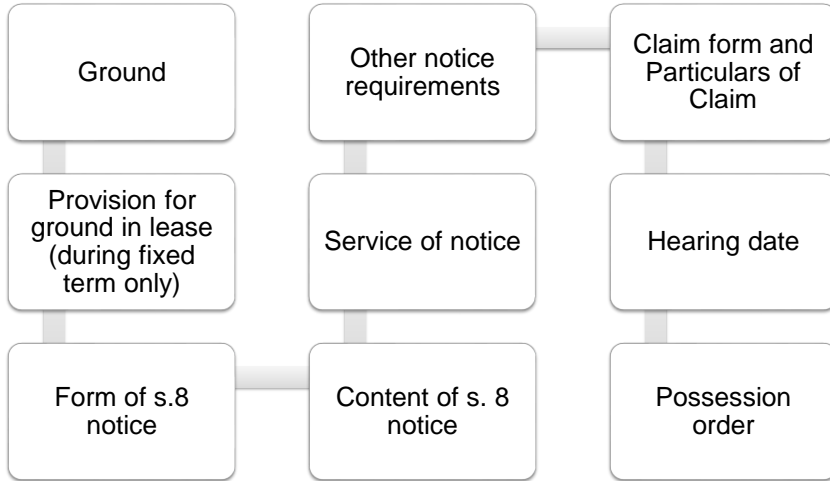 Ground
Provision for
ground in lease
(during fixed
term only)
Form of s.8
notice
Content of s. 8
notice
Service of notice
Other notice
requirements
Claim form and
Particulars of
Claim
Hearing date
Possession
order